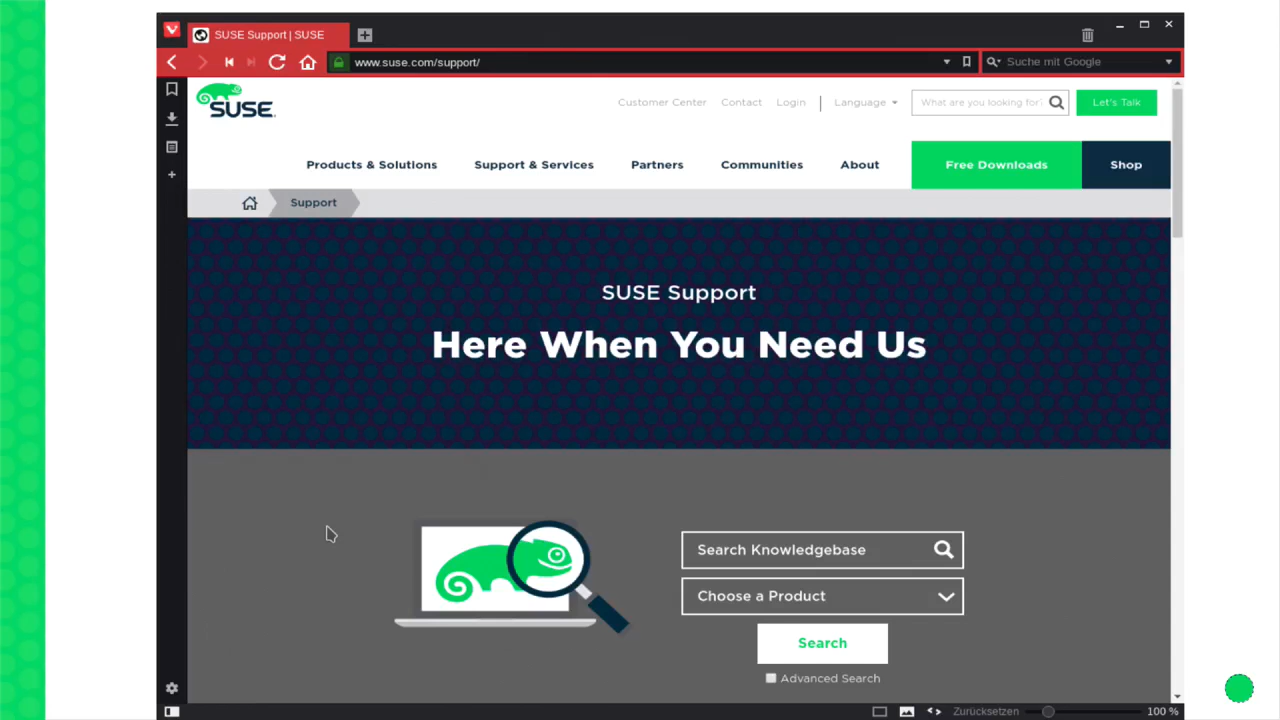 SUSE Support | SUSE
www.suse.com/support/
Suche mit Google
SUSE
Customer Center Contact Login Language What are you looking for? Let's Talk
Products & Solutions Support & Services Partners Communities About Free Downloads Shop
Support
SUSE Support
Here When You Need Us
Search Knowledgebase
Choose a Product
Search
Advanced Search
Zurücksetzen 100 %